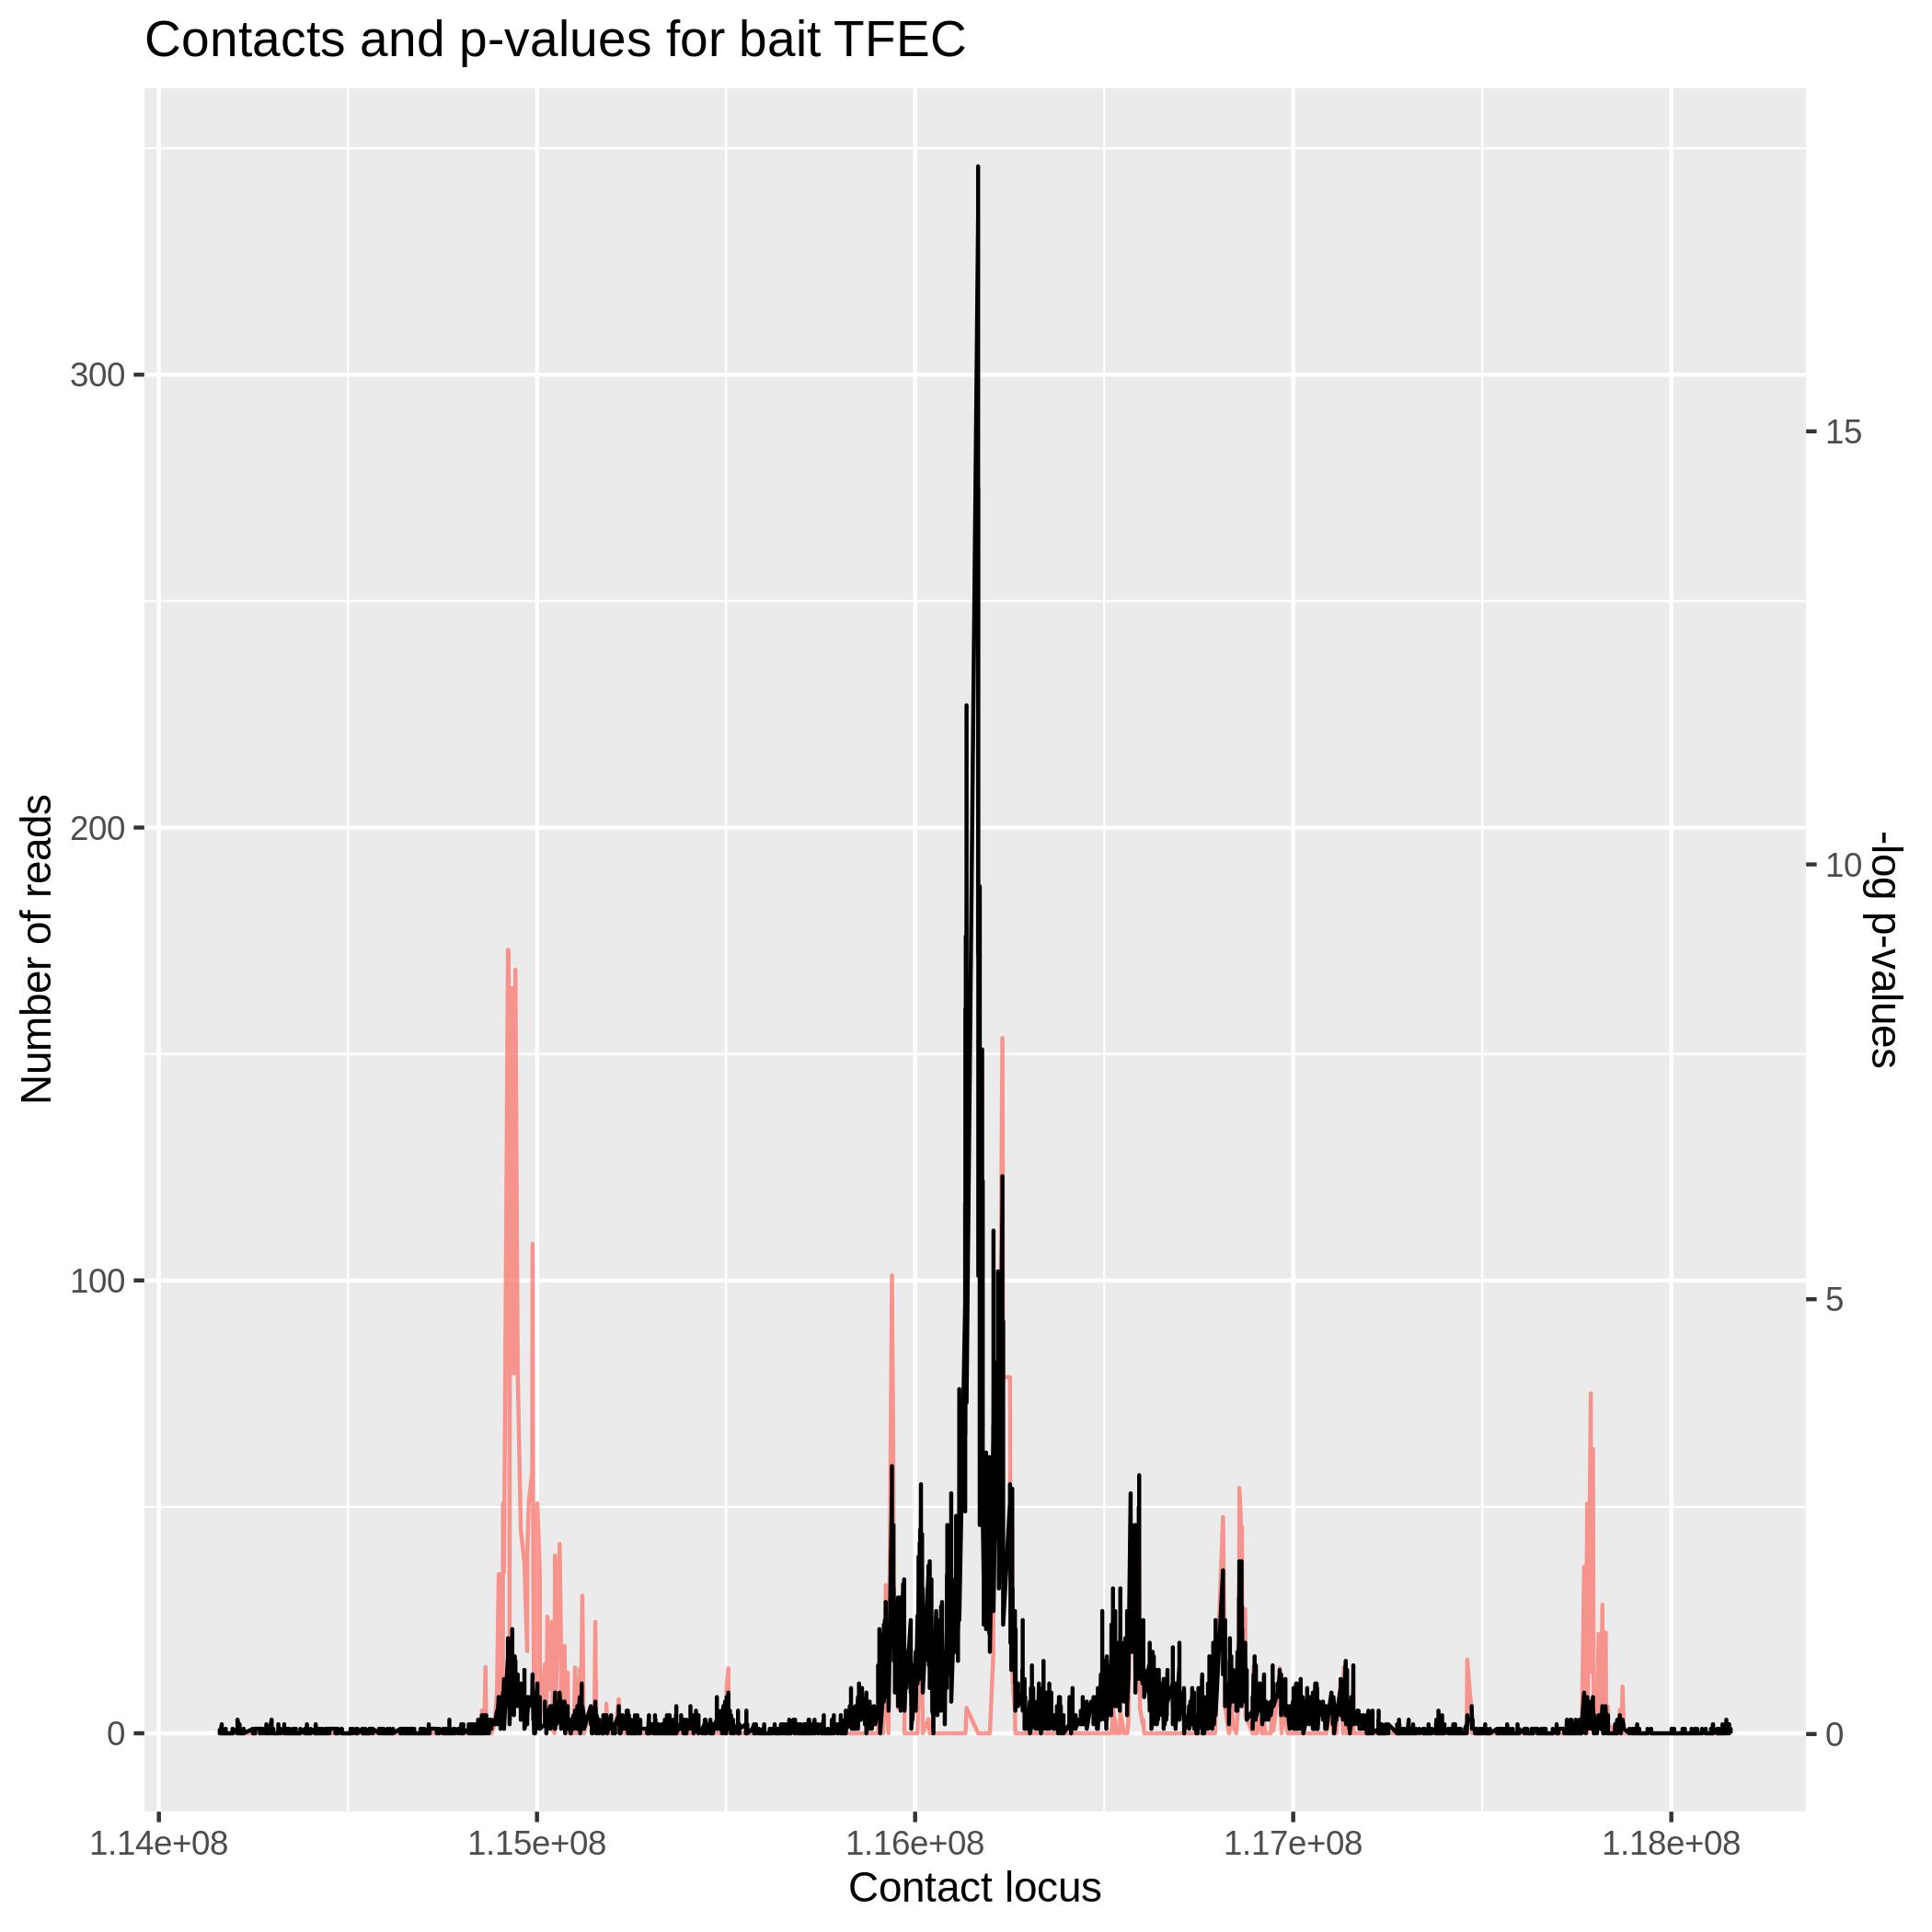 Contacts and p-values for bait TFEC
Number of reads
300
200
100
0
15
10
5
0
-log p-values
1.14e+08
1.15e+08
1.16e+08
1.17e+08
1.18e+08
Contact locus